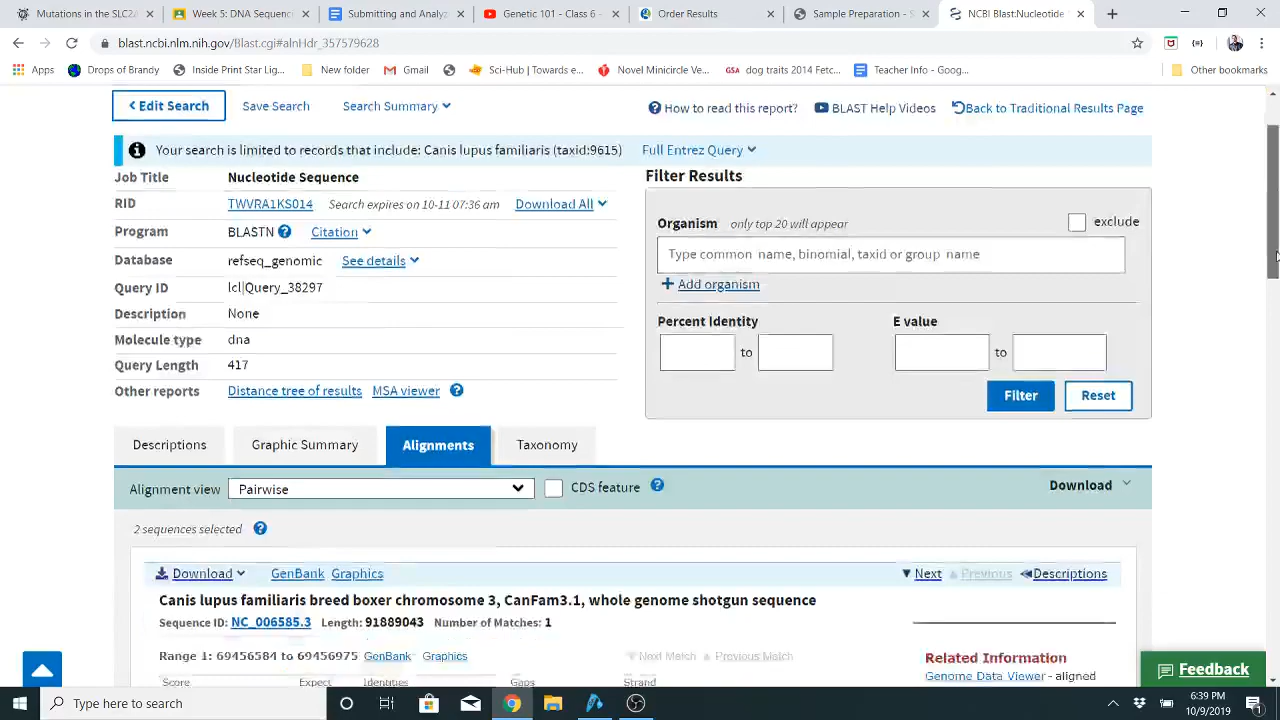 Mutations in the SLC2A
Week 5: DNA Sequenc
Submitting and Analyz
Genetic 101 - Class 6 -
Order Results
Sample Preparation - S
NCBI Blast:Nucleotide
blast.ncbi.nlm.nih.gov/Blast.cgi#alnHdr_357579628
Apps Drops of Brandy Inside Print Star Lig... New folder Gmail Sci-Hub | Towards e... Novel Minicircle Ve... GSA dog traits 2014 Fetc... Teacher Info - Goog... Other bookmarks
Edit Search Save Search Search Summary How to read this report? BLAST Help Videos Back to Traditional Results Page
Your search is limited to records that include: Canis lupus familiaris (taxid:9615) Full Entrez Query
Job Title Nucleotide Sequence
RID TWVRA1KS014 Search expires on 10-11 07:36 am Download All
Program BLASTN Citation
Database refseq_genomic See details
Query ID lcl|Query_38297
Description None
Molecule type dna
Query Length 417
Other reports Distance tree of results MSA viewer
Filter Results
Organism only top 20 will appear exclude
Type common name, binomial, taxid or group name
+ Add organism
Percent Identity E value
to to
Filter Reset
Descriptions Graphic Summary Alignments Taxonomy
Alignment view Pairwise CDS feature Download
2 sequences selected
Download GenBank Graphics Next Previous Descriptions
Canis lupus familiaris breed boxer chromosome 3, CanFam3.1, whole genome shotgun sequence
Sequence ID: NC_006585.3 Length: 91889043 Number of Matches: 1
Range 1: 69456584 to 69456975 GenBank Graphics Next Match Previous Match
Score Expect Identities Gaps Strand
Related Information
Genome Data Viewer - aligned
Feedback
Type here to search
6:39 PM
10/9/2019